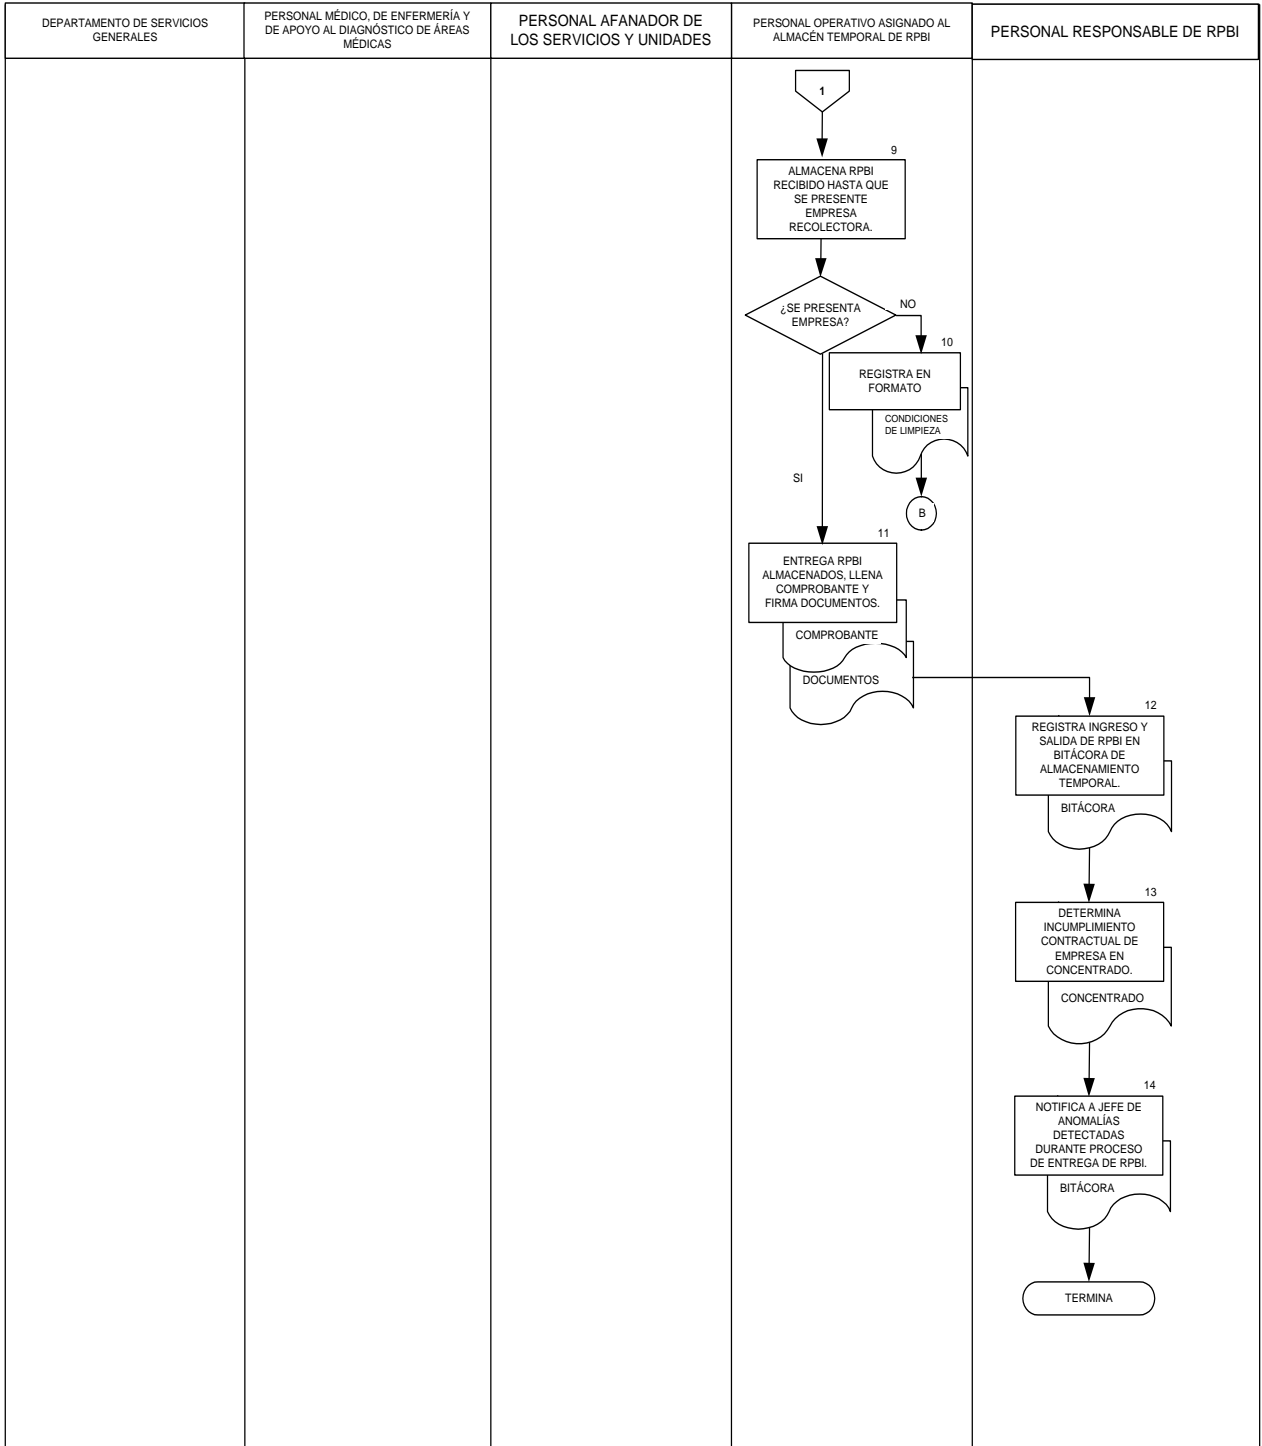 DEPARTAMENTO DE SERVICIOS
GENERALES
PERSONAL MÉDICO, DE ENFERMERÍA Y
DE APOYO AL DIAGNÓSTICO DE ÁREAS
MÉDICAS
PERSONAL AFANADOR DE
LOS SERVICIOS Y UNIDADES
PERSONAL OPERATIVO ASIGNADO AL
ALMACÉN TEMPORAL DE RPBI
PERSONAL RESPONSABLE DE RPBI
1
9
ALMACENA RPBI
RECIBIDO HASTA QUE
SE PRESENTE
EMPRESA
RECOLECTORA.
¿SE PRESENTA
EMPRESA?
NO
10
REGISTRA EN
FORMATO
CONDICIONES
DE LIMPIEZA
B
SI
11
ENTREGA RPBI
ALMACENADOS, LLENA
COMPROBANTE Y
FIRMA DOCUMENTOS.
COMPROBANTE
DOCUMENTOS
12
REGISTRA INGRESO Y
SALIDA DE RPBI EN
BITÁCORA DE
ALMACENAMIENTO
TEMPORAL.
BITÁCORA
13
DETERMINA
INCUMPLIMIENTO
CONTRACTUAL DE
EMPRESA EN
CONCENTRADO.
CONCENTRADO
14
NOTIFICA A JEFE DE
ANOMALÍAS
DETECTADAS
DURANTE PROCESO
DE ENTREGA DE RPBI.
BITÁCORA
TERMINA